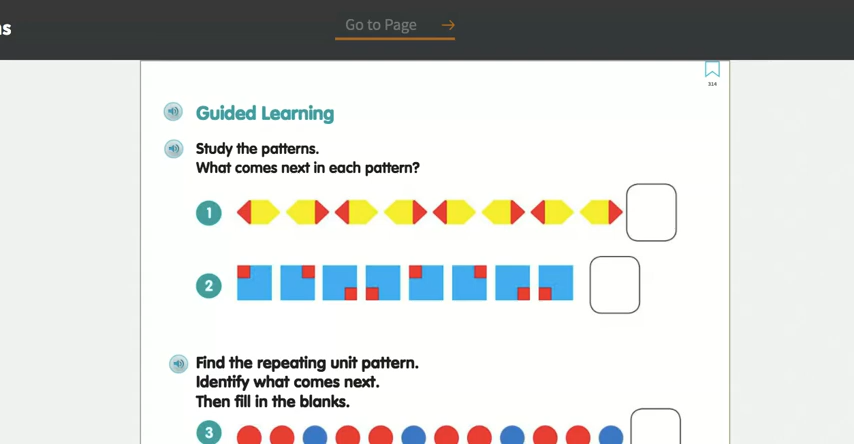 Go to Page →
314
Guided Learning
Study the patterns.
What comes next in each pattern?
1
2
Find the repeating unit pattern.
Identify what comes next.
Then fill in the blanks.
3